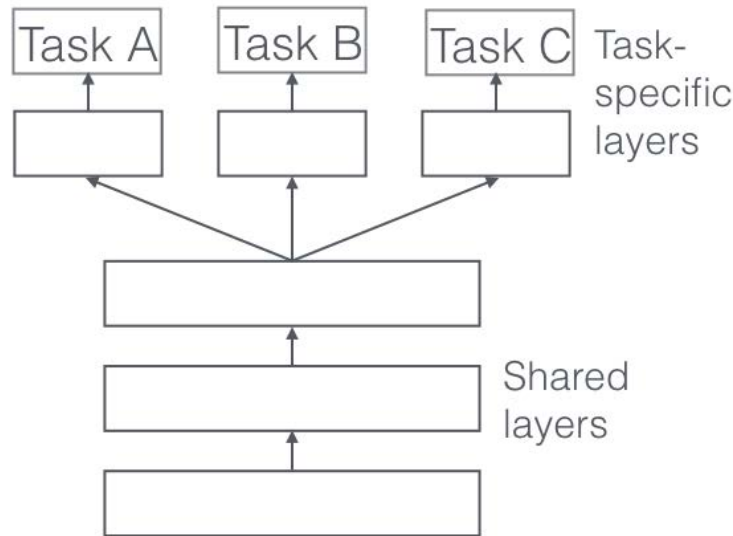 Task A
Task B
Task C
Task-
specific
layers
Shared
layers